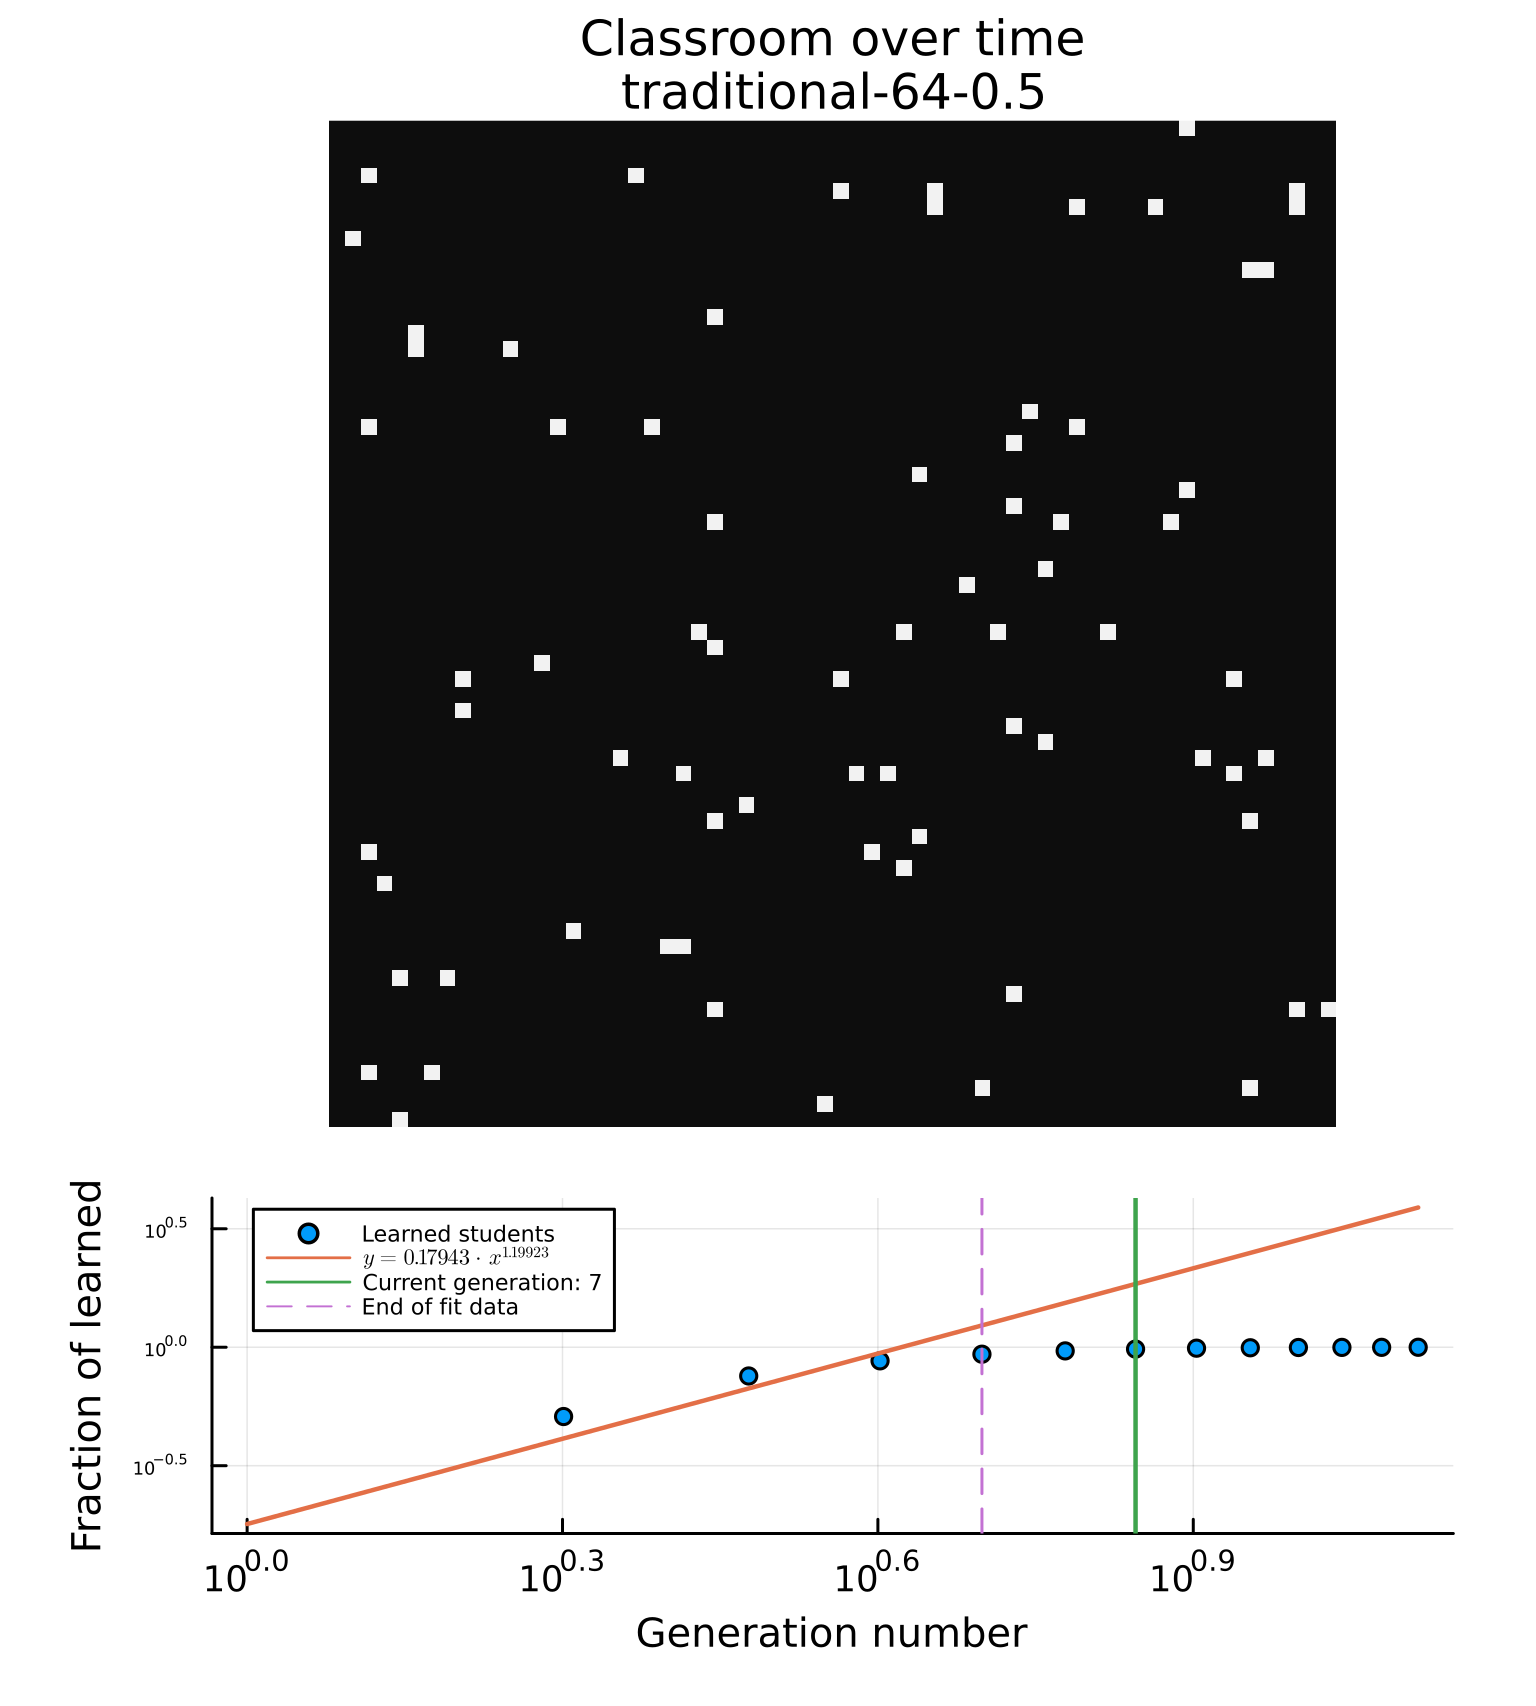 Classroom over time
traditional-64-0.5
Fraction of learned
10^0.5
10^0.0
10^−0.5
Learned students
y = 0.17943 · x^1.19923
Current generation: 7
End of fit data
10^0.0 10^0.3 10^0.6 10^0.9
Generation number